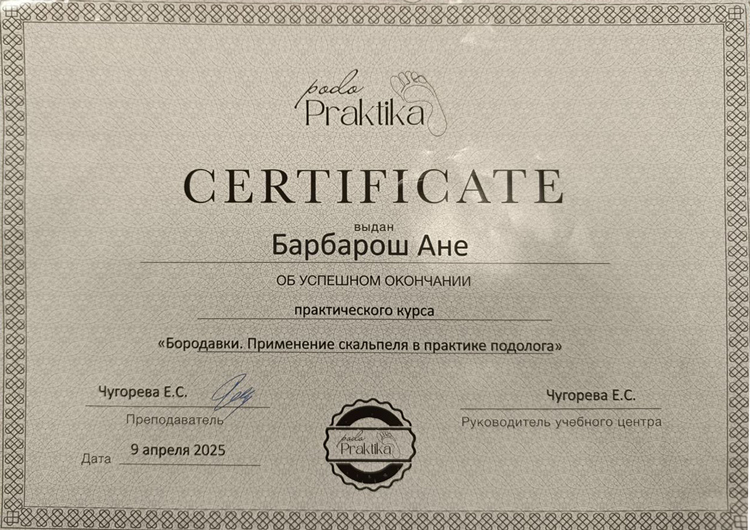 podo
Praktika
CERTIFICATE
выдан
Барбарош Ане
ОБ УСПЕШНОМ ОКОНЧАНИИ
практического курса
«Бородавки. Применение скальпеля в практике подолога»
Чугорева Е.С.
Преподаватель
Чугорева Е.С.
Руководитель учебного центра
Дата 9 апреля 2025
podo
Praktika